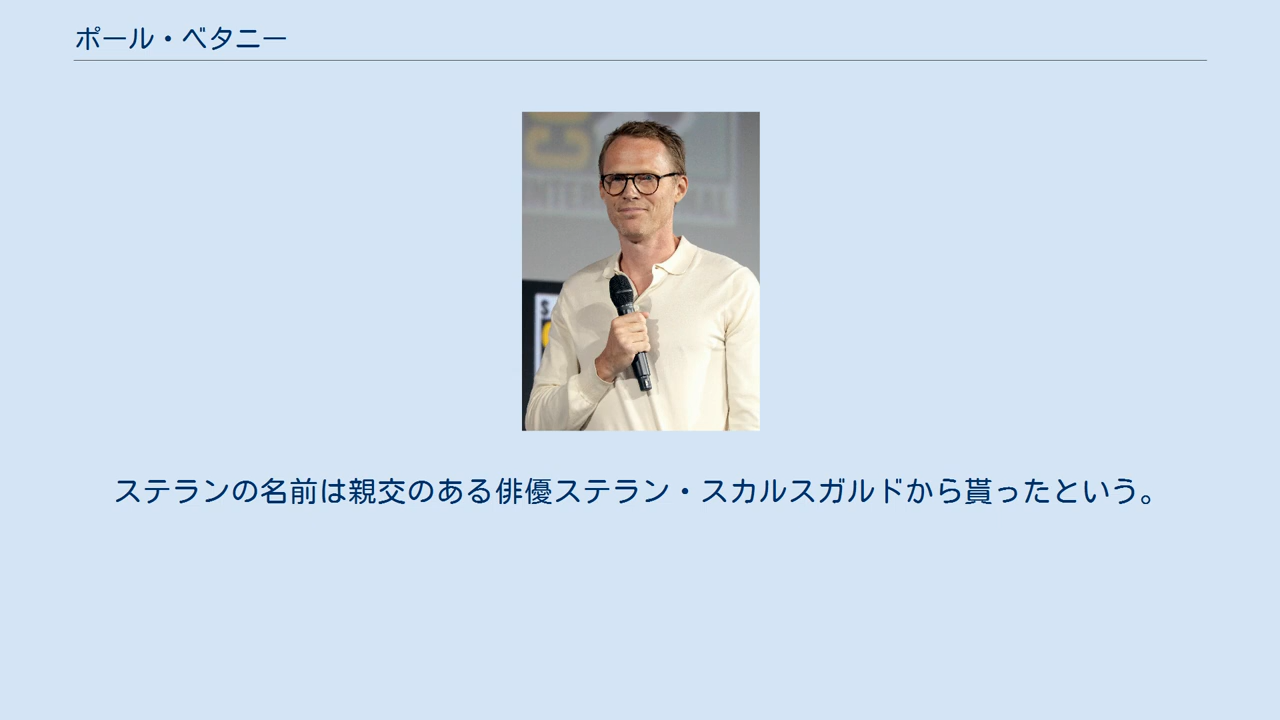 ポール・ベタニー
INTERNATIONAL
ステランの名前は親交のある俳優ステラン・スカルスガルドから貰ったという。